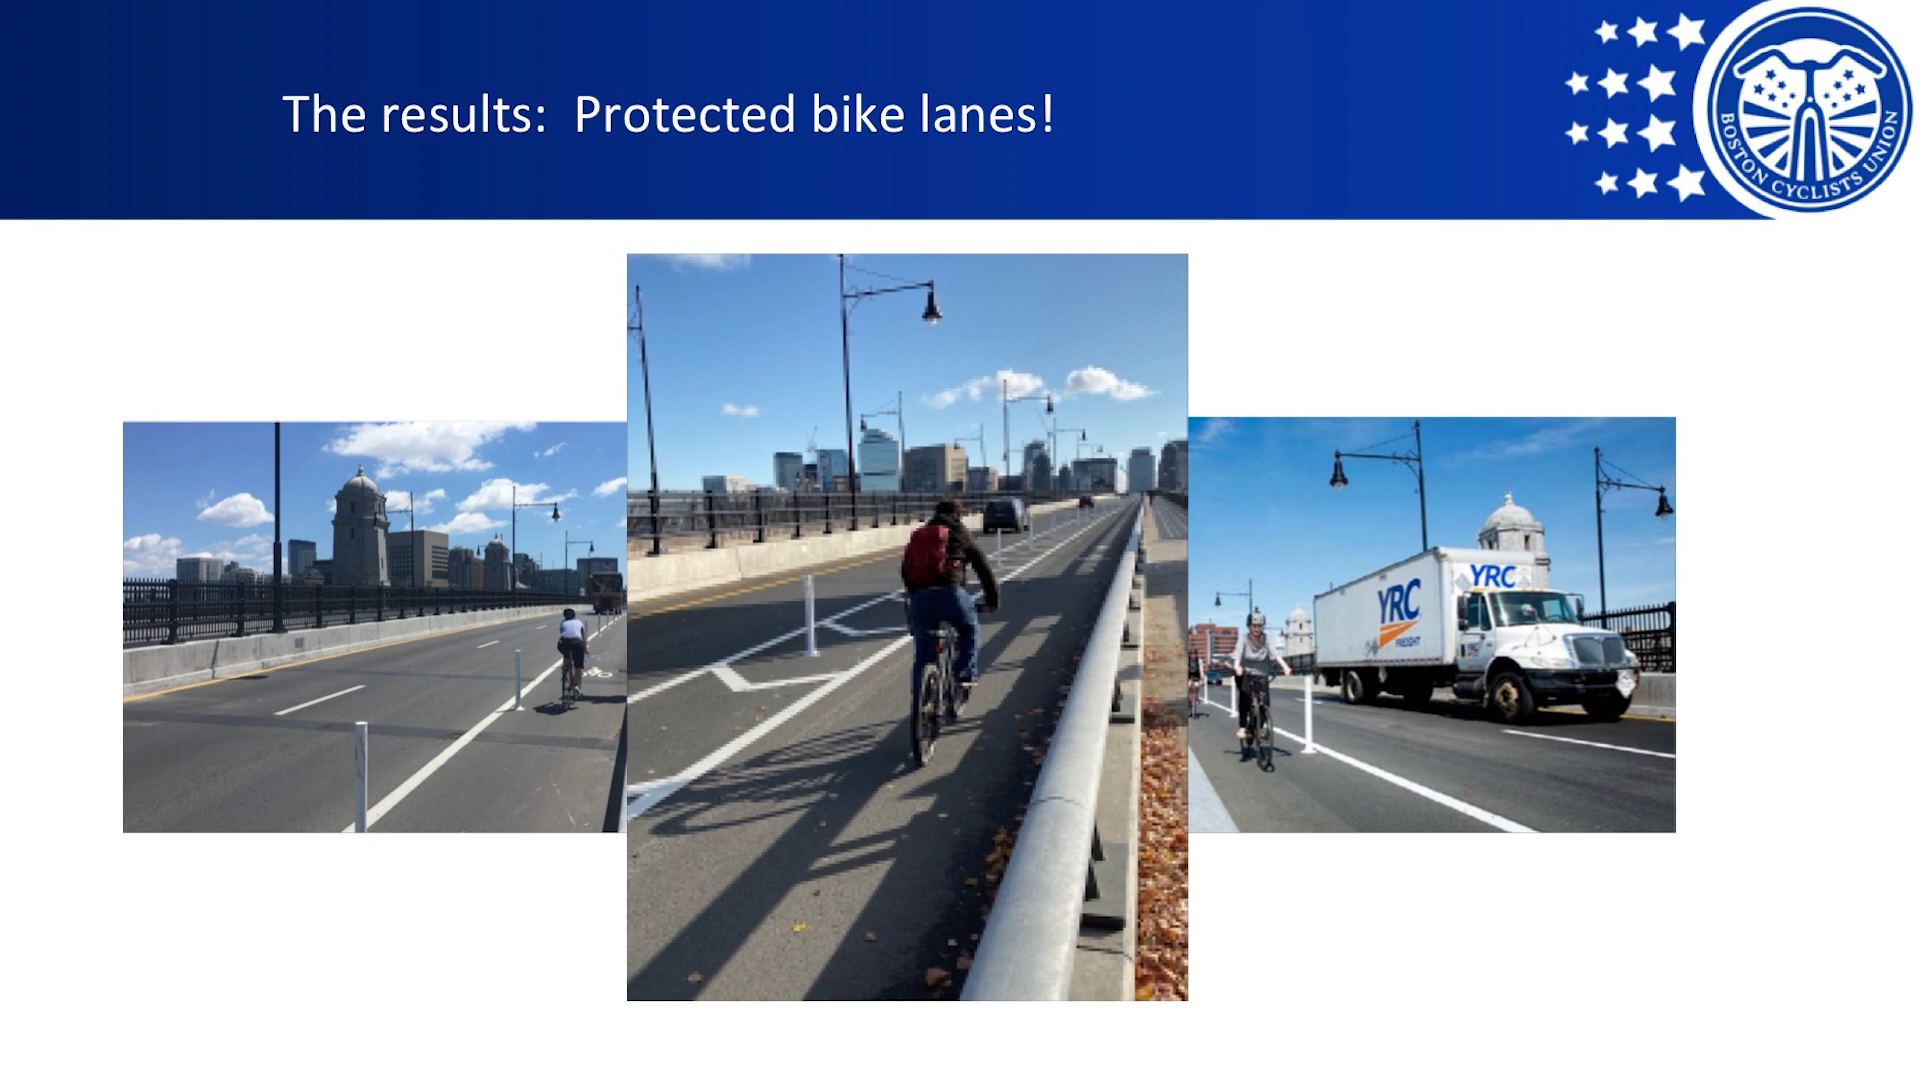 The results:  Protected bike lanes!
BOSTON CYCLISTS UNION
YRC
YRC
FREIGHT